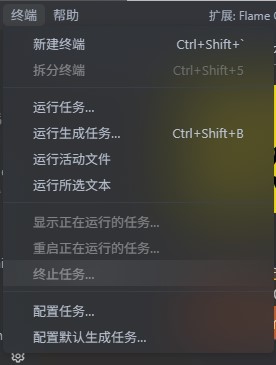 终端 帮助 扩展: Flame
新建终端 Ctrl+Shift+`
拆分终端 Ctrl+Shift+5
运行任务...
运行生成任务... Ctrl+Shift+B
运行活动文件
运行所选文本
显示正在运行的任务...
重启正在运行的任务...
终止任务...
配置任务...
配置默认生成任务...